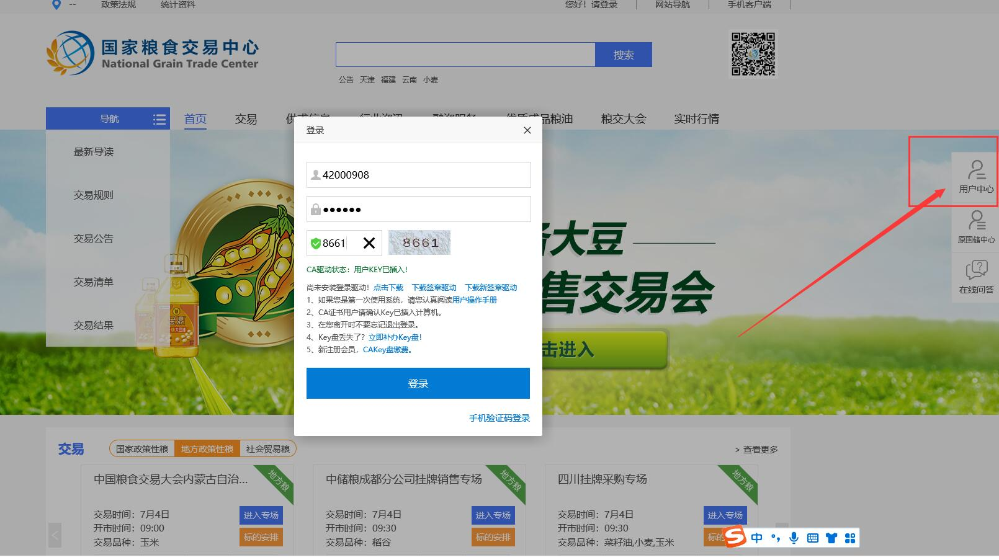 --
政策法规
统计资料
您好！请登录
网站导航
手机客户端
国家粮食交易中心
National Grain Trade Center
搜索
公告 天津 福建 云南 小麦
导航
首页
交易
粮交大会
实时行情
最新导读
交易规则
交易公告
交易清单
交易结果
登录
42000908
8661
8661
CA驱动状态：用户KEY已插入！
尚未安装登录驱动！点击下载 下载签章驱动 下载新签章驱动
1、如果您是第一次使用系统，请您认真阅读用户操作手册
2、CA证书用户请确认Key已插入计算机。
3、在您离开时不要忘记退出登录。
4、Key盘丢失了？立即补办Key盘！
5、新注册会员，CAKey盘缴费。
登录
手机验证码登录
大豆
售交易会
击进入
用户中心
原国储中心
在线问答
交易
国家政策性粮
地方政策性粮
社会贸易粮
> 查看更多
中国粮食交易大会内蒙古自治...
地方粮
交易时间：7月4日
开市时间：09:00
交易品种：玉米
进入专场
标的安排
中储粮成都分公司挂牌销售专场
地方粮
交易时间：7月4日
开市时间：09:30
交易品种：稻谷
进入专场
标的安排
四川挂牌采购专场
地方粮
交易时间：7月4日
开市时间：09:30
交易品种：菜籽油,小麦,玉米
进入专场
标的
中